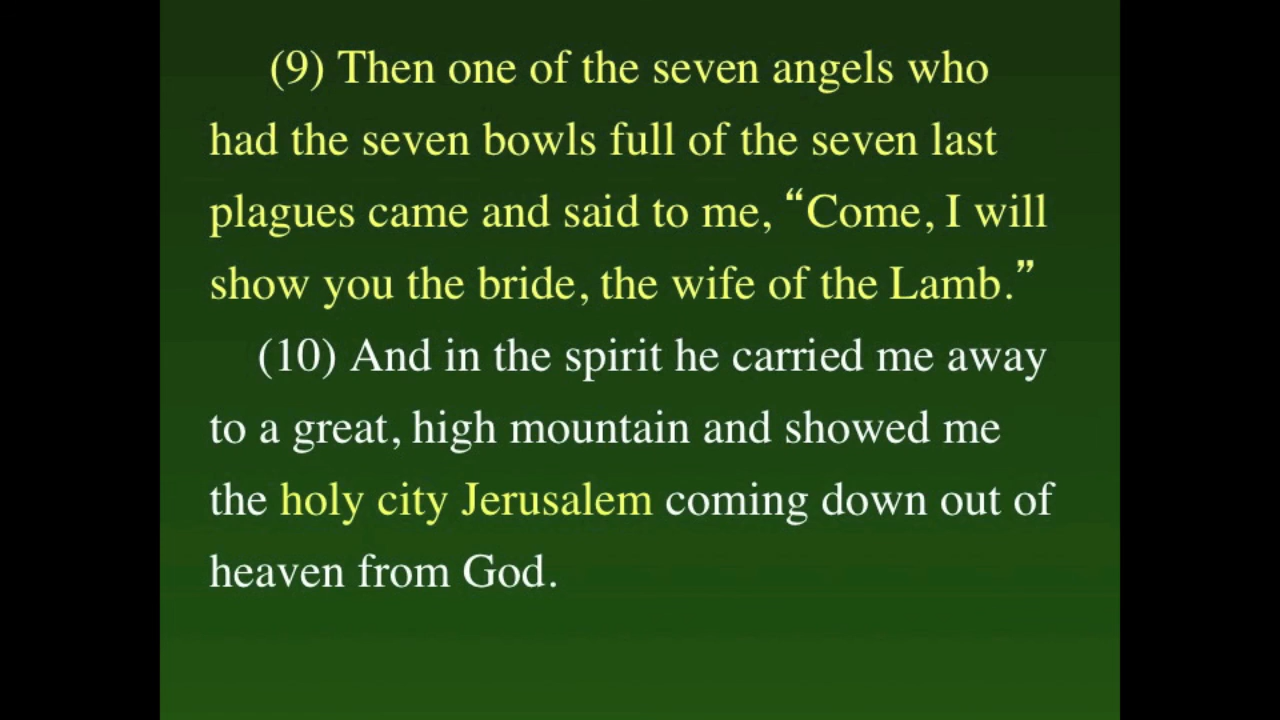 (9) Then one of the seven angels who
had the seven bowls full of the seven last
plagues came and said to me, “Come, I will
show you the bride, the wife of the Lamb.”
(10) And in the spirit he carried me away
to a great, high mountain and showed me
the holy city Jerusalem coming down out of
heaven from God.